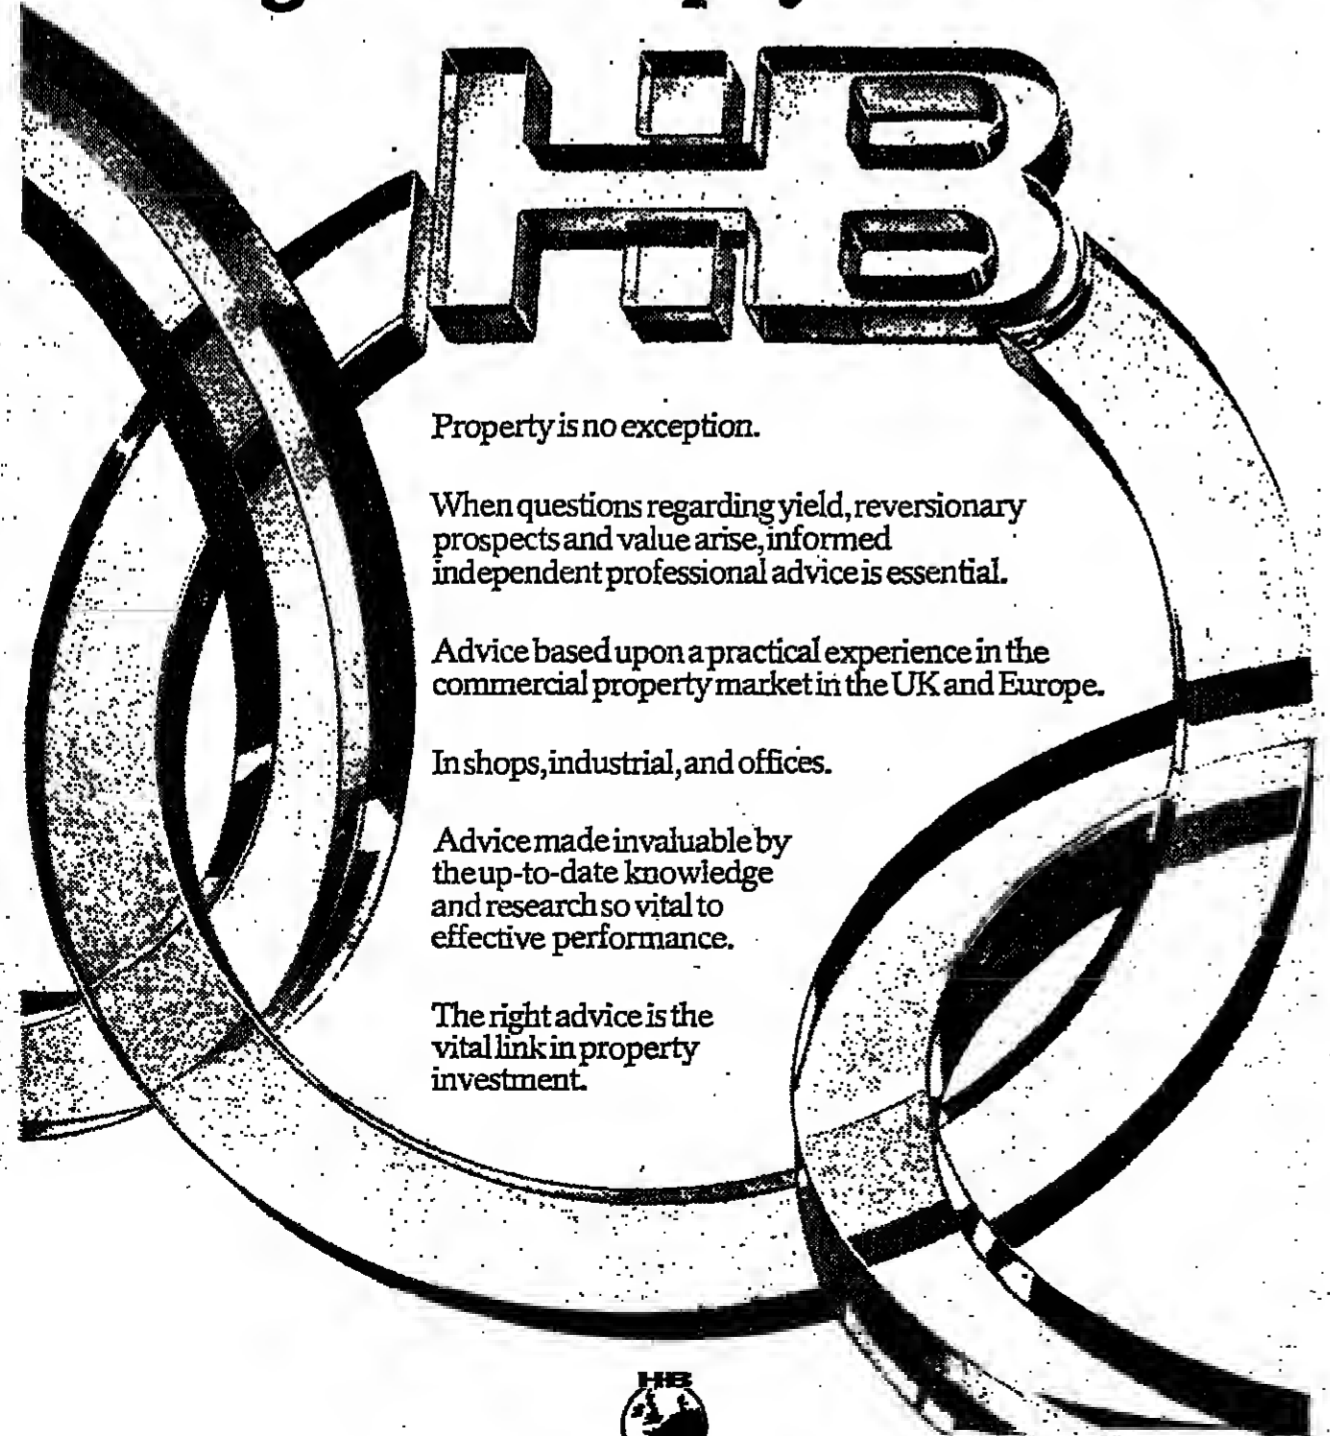 HB
Property is no exception.
When questions regarding yield, reversionary
prospects and value arise, informed
independent professional advice is essential.
Advice based upon a practical experience in the
commercial property market in the UK and Europe.
In shops, industrial, and offices.
Advice made invaluable by
the up-to-date knowledge
and research so vital to
effective performance.
The right advice is the
vital link in property
investment.
HB